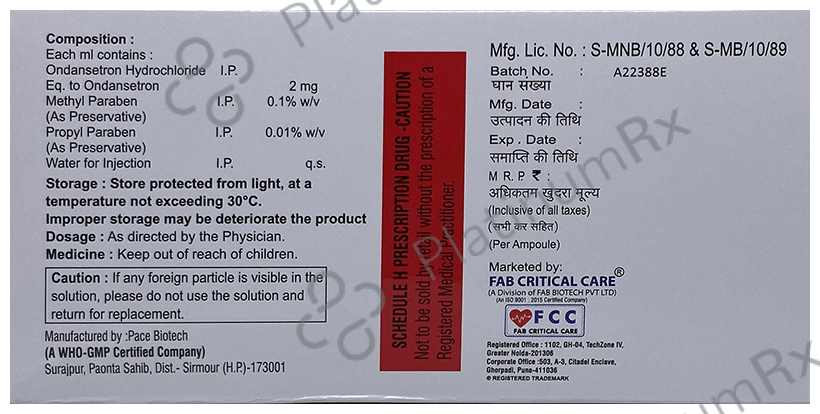 Composition :
Each ml contains :
Ondansetron Hydrochloride I.P.
Eq. to Ondansetron 2 mg
Methyl Paraben I.P. 0.1% w/v
(As Preservative)
Propyl Paraben I.P. 0.01% w/v
(As Preservative)
Water for Injection I.P. q.s.
Storage : Store protected from light, at a
temperature not exceeding 30°C.
Improper storage may be deteriorate the product
Dosage : As directed by the Physician.
Medicine : Keep out of reach of children.
Caution : If any foreign particle is visible in the
solution, please do not use the solution and
return for replacement.
Manufactured by :Pace Biotech
(A WHO-GMP Certified Company)
Surajpur, Paonta Sahib, Dist.- Sirmour (H.P.)-173001
SCHEDULE H PRESCRIPTION DRUG -CAUTION
Not to be sold by retail without the prescription of a
Registered Medical Practitioner.
Mfg. Lic. No. : S-MNB/10/88 & S-MB/10/89
Batch No. : A22388E
घान संख्या
Mfg. Date :
उत्पादन की तिथि
Exp . Date :
समाप्ति की तिथि
M R. P. ₹ :
अधिकतम खुदरा मूल्य
(Inclusive of all taxes)
(सभी कर सहित)
(Per Ampoule)
Marketed by:
FAB CRITICAL CARE®
(A Division of FAB BIOTECH PVT LTD)
(An ISO 9001 : 2015 Certified Company)
FCC
FAB CRITICAL CARE
Registered Office : 1102, GH-04, TechZone IV,
Greater Noida-201306
Corporate Office :503, A-3, Citadel Enclave,
Ghorpadi, Pune-411036
® REGISTERED TRADEMARK
PlatinumRx
PlatinumRx